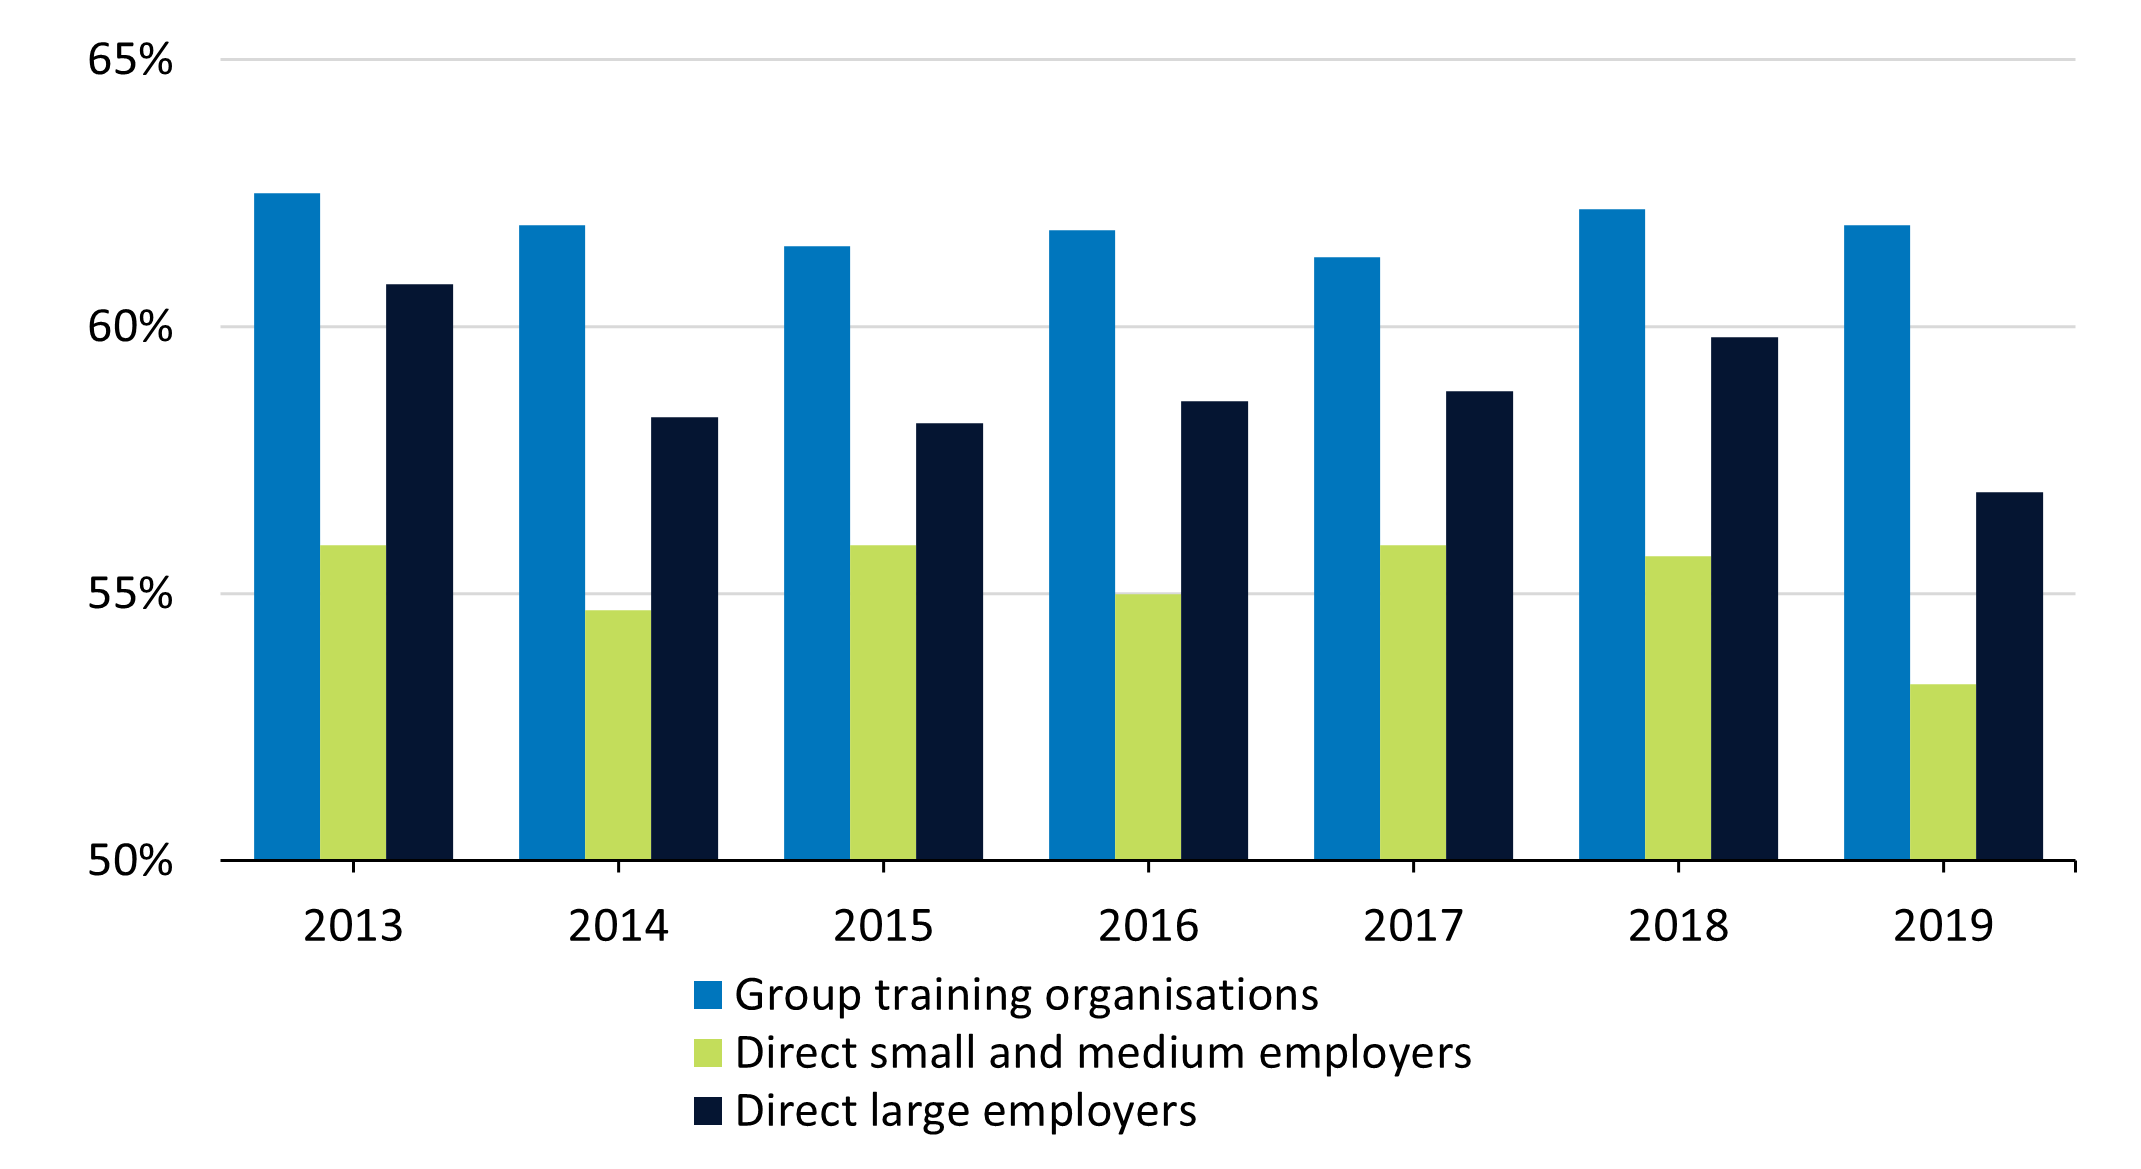 65%
60%
55%
50%
2013 2014 2015 2016 2017 2018 2019
Group training organisations
Direct small and medium employers
Direct large employers